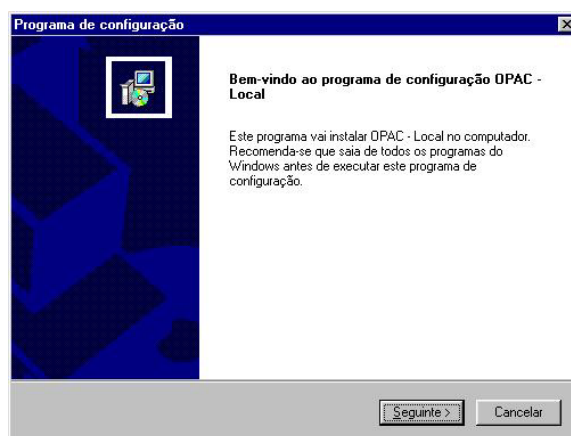 Programa de configuração
Bem-vindo ao programa de configuração OPAC -
Local
Este programa vai instalar OPAC - Local no computador.
Recomenda-se que saia de todos os programas do
Windows antes de executar este programa de
configuração.
Seguinte >
Cancelar